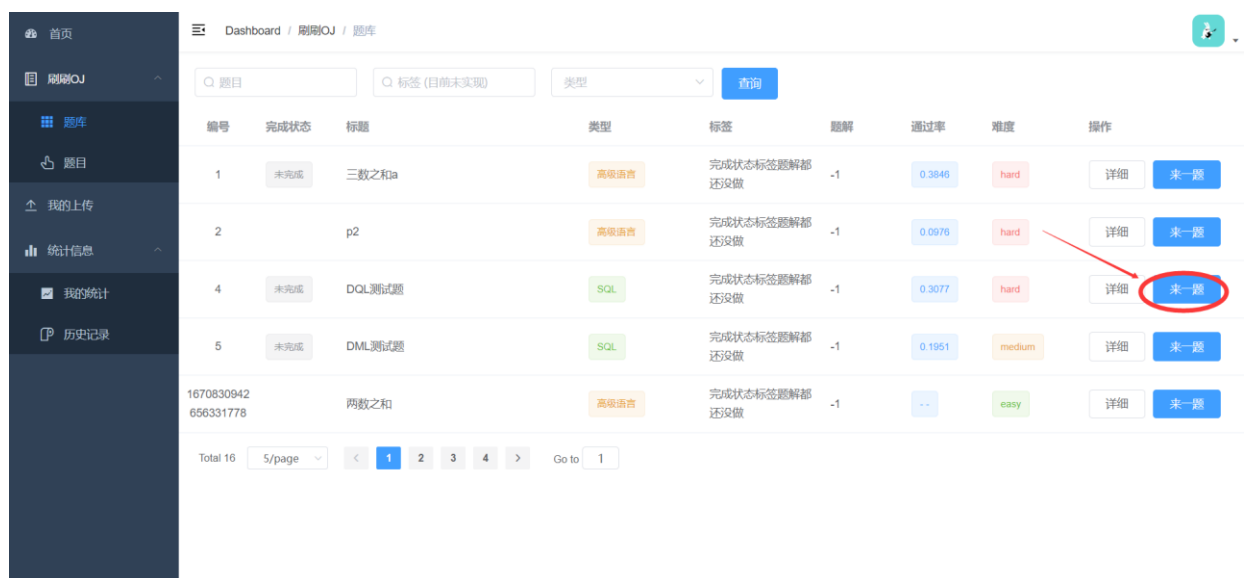 首页
Dashboard / 刷刷OJ / 题库
刷刷OJ
题目
标签 (目前未实现)
类型
查询
题库
题目
我的上传
统计信息
我的统计
历史记录
编号 完成状态 标题 类型 标签 题解 通过率 难度 操作
1 未完成 三数之和a 高级语言 完成状态标签题解都 -1 0.3846 hard 详细 来一题
还没做
2 p2 高级语言 完成状态标签题解都 -1 0.0976 hard 详细 来一题
还没做
4 未完成 DQL测试题 SQL 完成状态标签题解都 -1 0.3077 hard 详细 来一题
还没做
5 未完成 DML测试题 SQL 完成状态标签题解都 -1 0.1951 medium 详细 来一题
还没做
1670830942 两数之和 高级语言 完成状态标签题解都 -1 - - easy 详细 来一题
656331778 还没做
Total 16 5/page < 1 2 3 4 > Go to 1